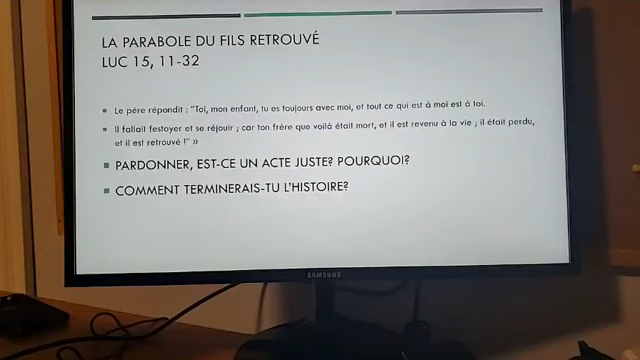 LA PARABOLE DU FILS RETROUVÉ
LUC 15, 11-32
Le père répondit : "Toi, mon enfant, tu es toujours avec moi, et tout ce qui est à moi est à toi.
Il fallait festoyer et se réjouir ; car ton frère que voilà était mort, et il est revenu à la vie ; il était perdu,
et il est retrouvé !" »
PARDONNER, EST-CE UN ACTE JUSTE? POURQUOI?
COMMENT TERMINERAIS-TU L'HISTOIRE?
SAMSUNG